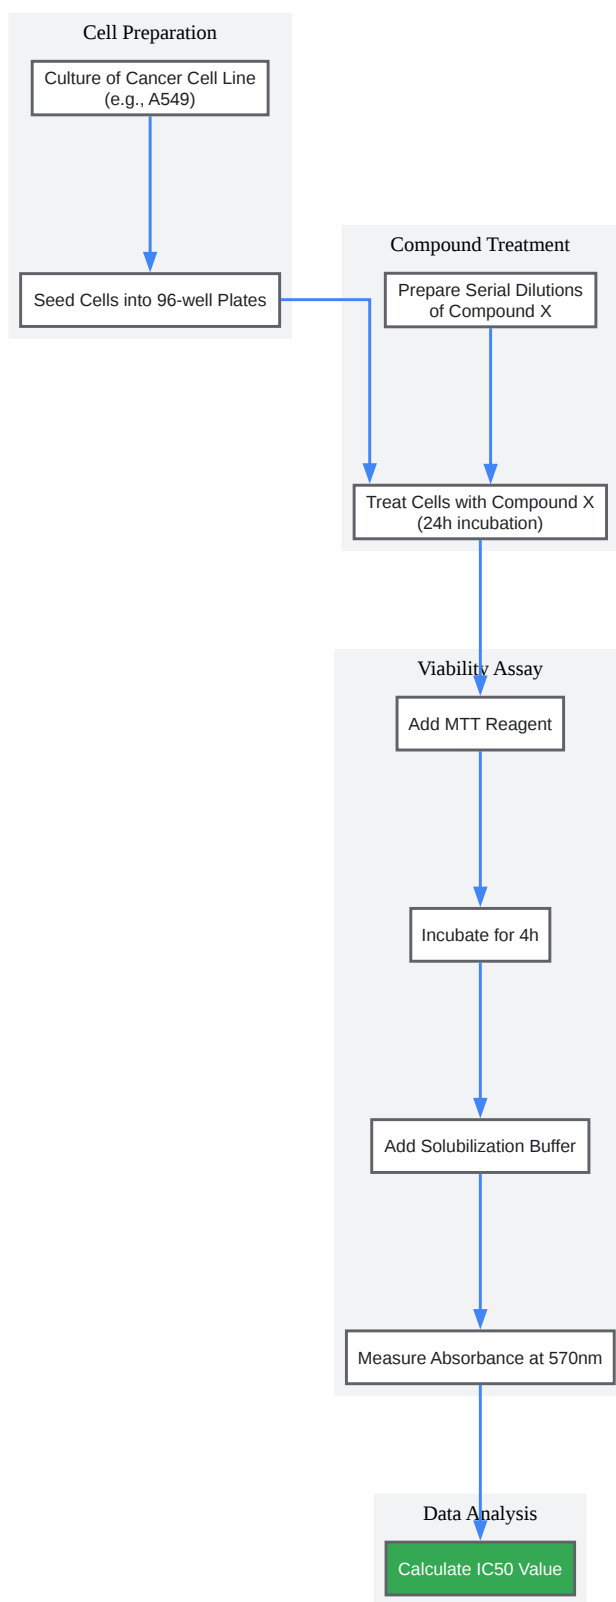 Cell Preparation
Culture of Cancer Cell Line
(e.g., A549)
Seed Cells into 96-well Plates
Compound Treatment
Prepare Serial Dilutions
of Compound X
Treat Cells with Compound X
(24h incubation)
Viability Assay
Add MTT Reagent
Incubate for 4h
Add Solubilization Buffer
Measure Absorbance at 570nm
Data Analysis
Calculate IC50 Value